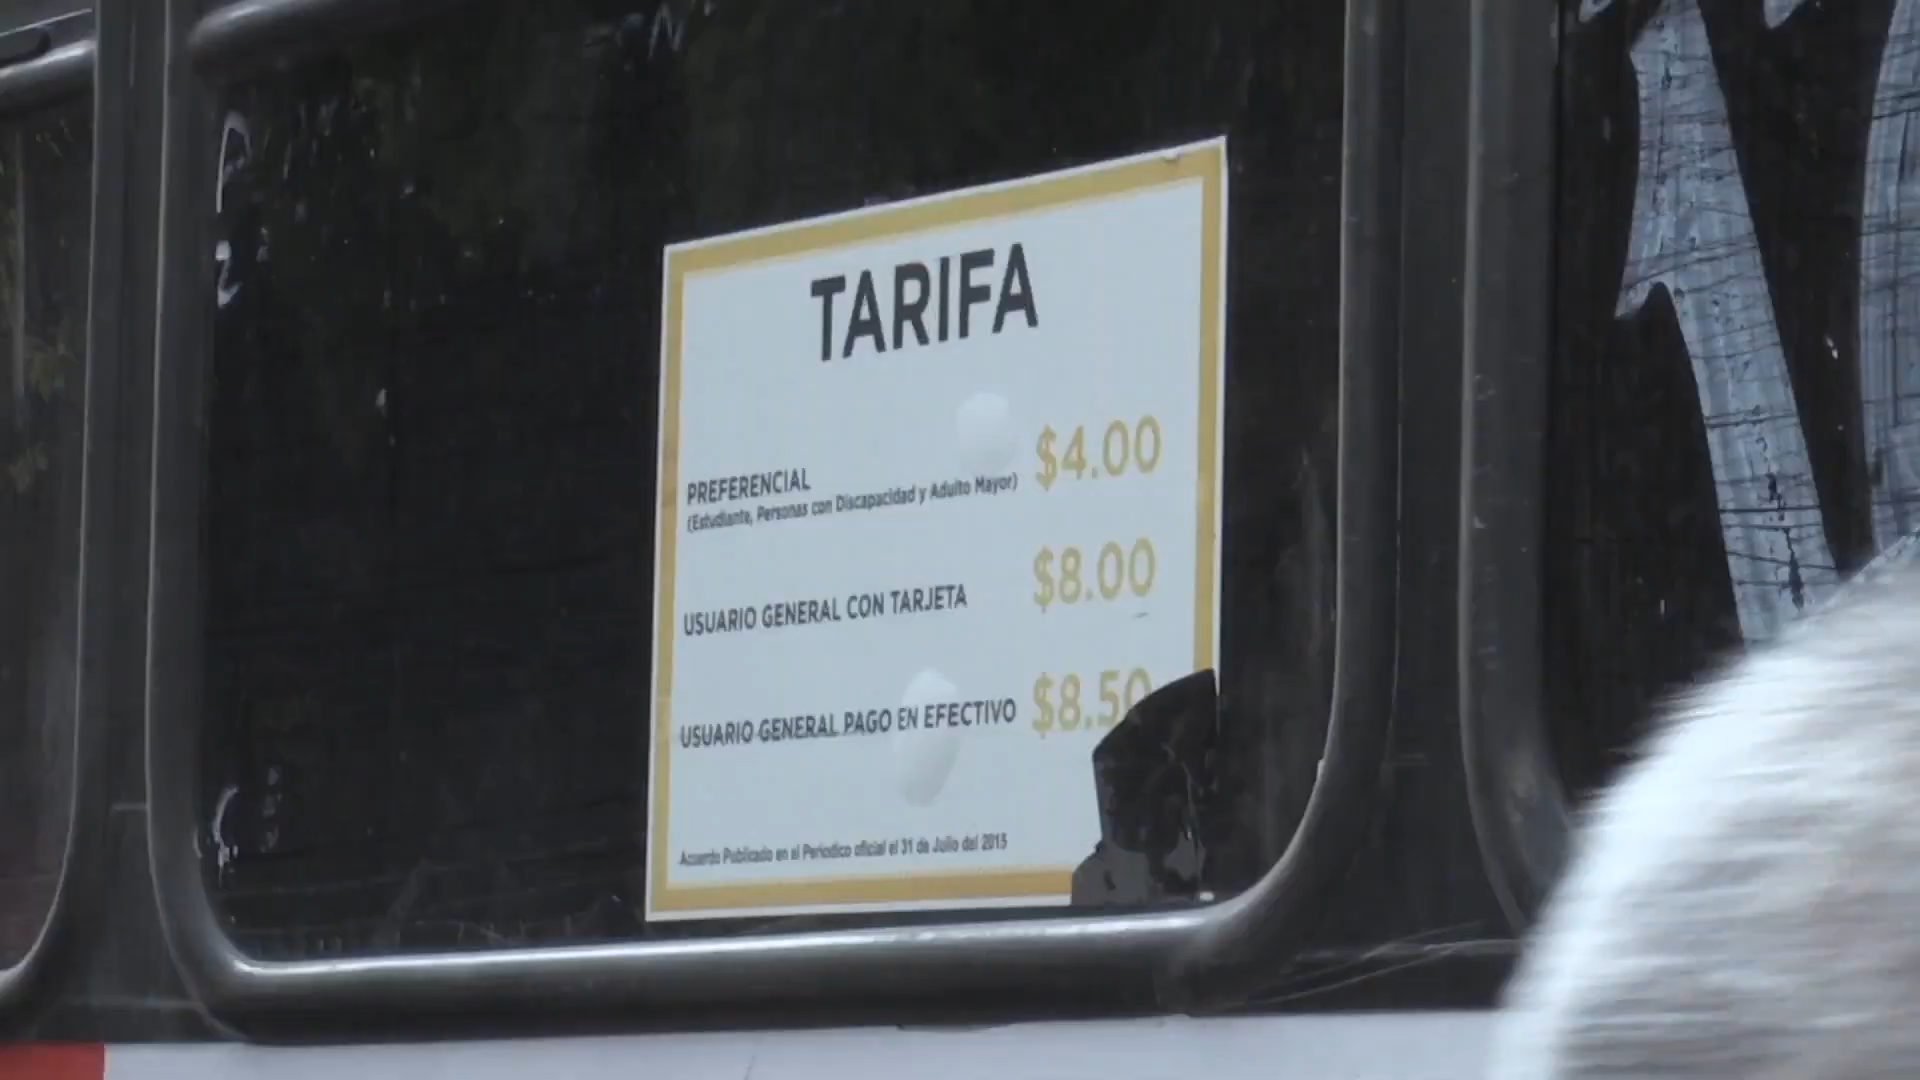 TARIFA
PREFERENCIAL $4.00
(Estudiante, Personas con Discapacidad y Adulto Mayor)
USUARIO GENERAL CON TARJETA $8.00
USUARIO GENERAL PAGO EN EFECTIVO $8.50
Acuerdo Publicado en el Periodico oficial el 31 de Julio del 2015